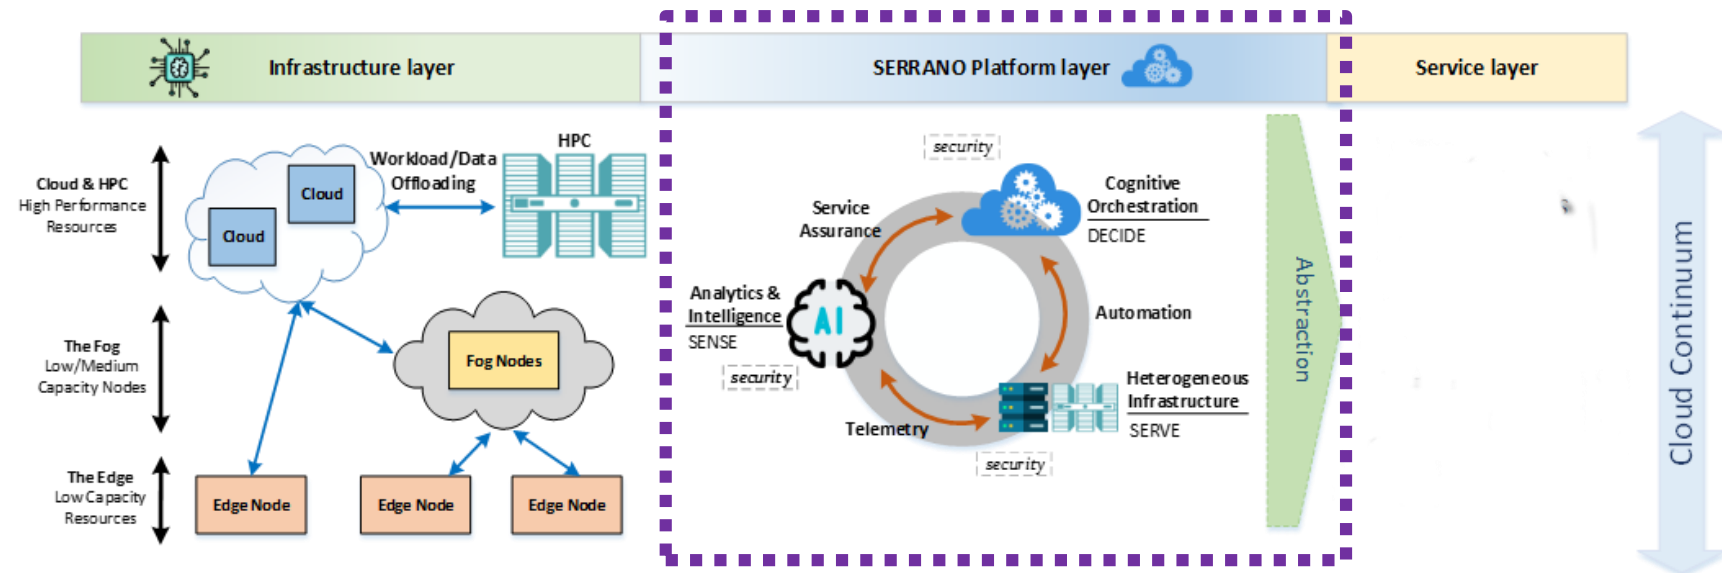 Infrastructure layer
SERRANO Platform layer
Service layer
Cloud & HPC
High Performance
Resources
The Fog
Low/Medium
Capacity Nodes
The Edge
Low Capacity
Resources
Cloud
Cloud
Workload/Data
Offloading
HPC
Fog Nodes
Edge Node
Edge Node
Edge Node
security
Service
Assurance
Cognitive
Orchestration
DECIDE
Analytics &
Intelligence
SENSE
security
AI
Automation
Heterogeneous
Infrastructure
SERVE
Telemetry
security
Abstraction
Cloud Continuum